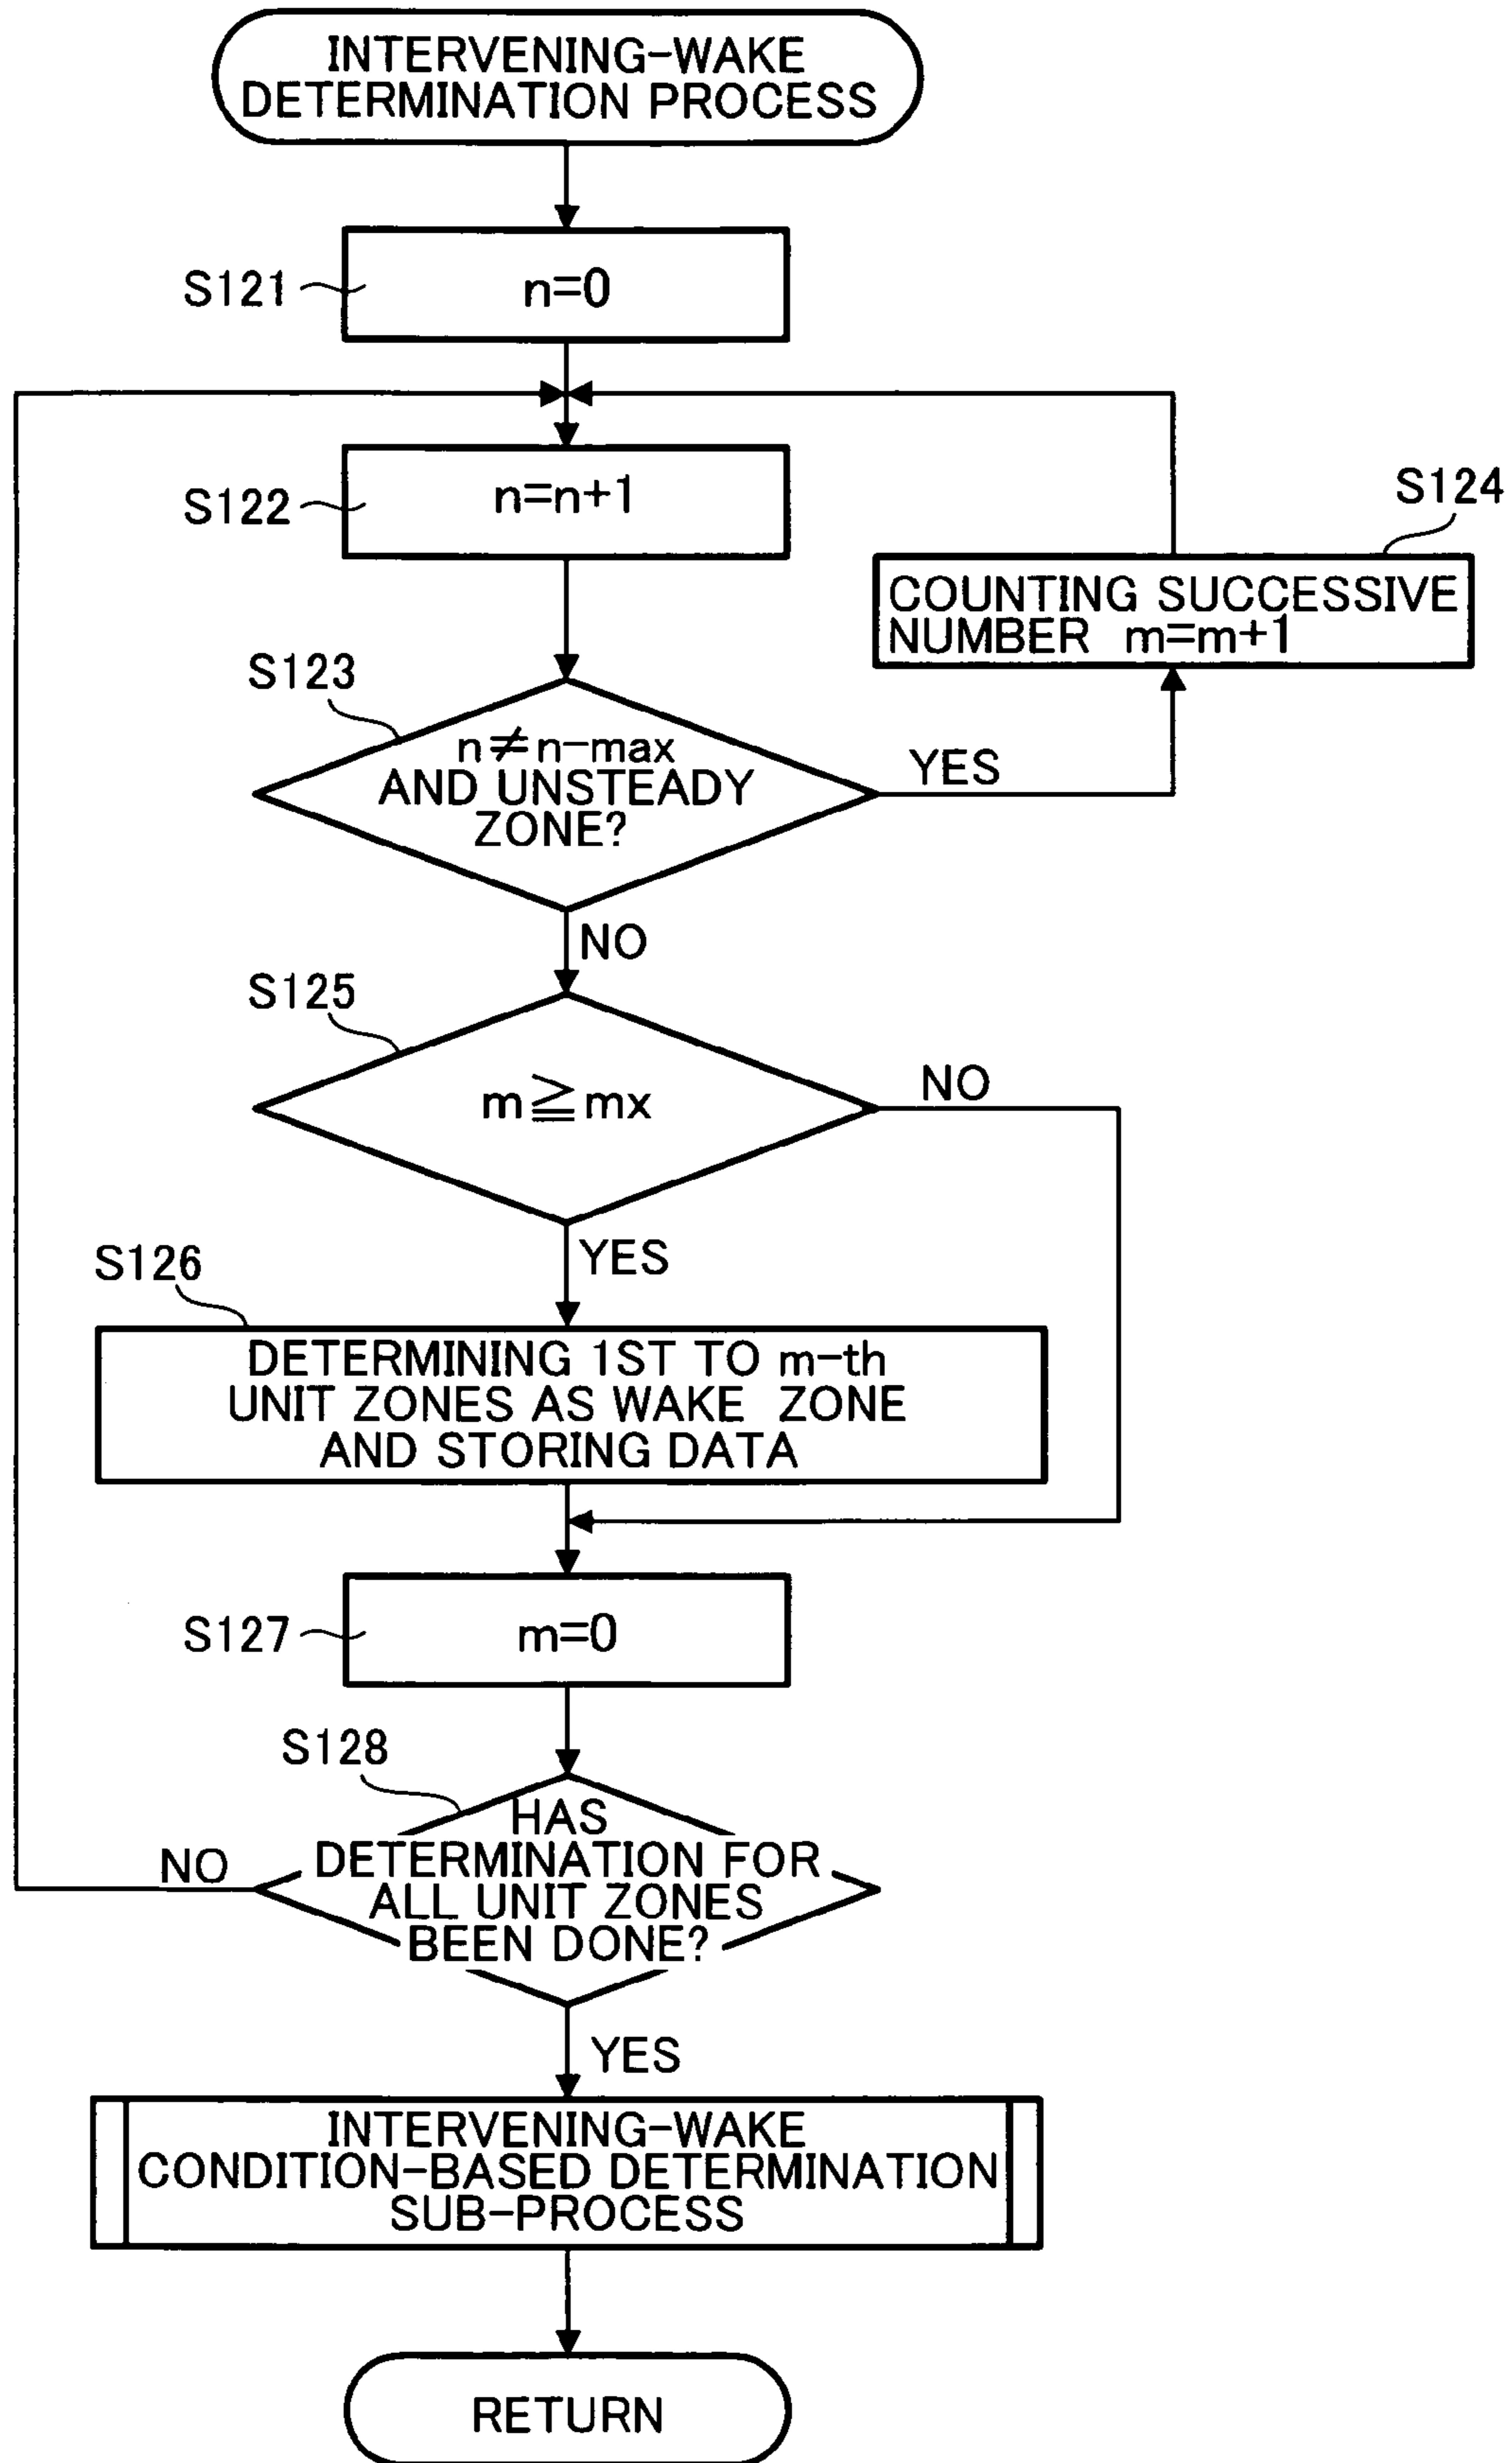 INTERVENING-WAKE
DETERMINATION PROCESS
S121
n=0
S122
n=n+1
S124
COUNTING SUCCESSIVE
NUMBER m=m+1
S123
n≠n-max
AND UNSTEADY
ZONE?
YES
NO
S125
m≧mx
NO
YES
S126
DETERMINING 1ST TO m-th
UNIT ZONES AS WAKE ZONE
AND STORING DATA
S127
m=0
S128
HAS
DETERMINATION FOR
ALL UNIT ZONES
BEEN DONE?
NO
YES
INTERVENING-WAKE
CONDITION-BASED DETERMINATION
SUB-PROCESS
RETURN